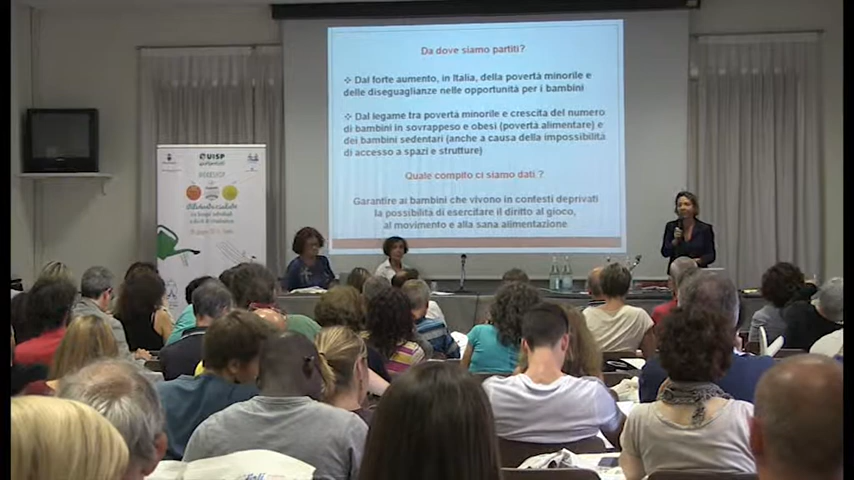 Da dove siamo partiti?
❖ Dal forte aumento, in Italia, della povertà minorile e
delle diseguaglianze nelle opportunità per i bambini
❖ Dal legame tra povertà minorile e crescita del numero
di bambini in sovrappeso e obesi (povertà alimentare) e
dei bambini sedentari (anche a causa della impossibilità
di accesso a spazi e strutture)
Quale compito ci siamo dati ?
Garantire ai bambini che vivono in contesti deprivati
la possibilità di esercitare il diritto al gioco,
al movimento e alla sana alimentazione
UISP